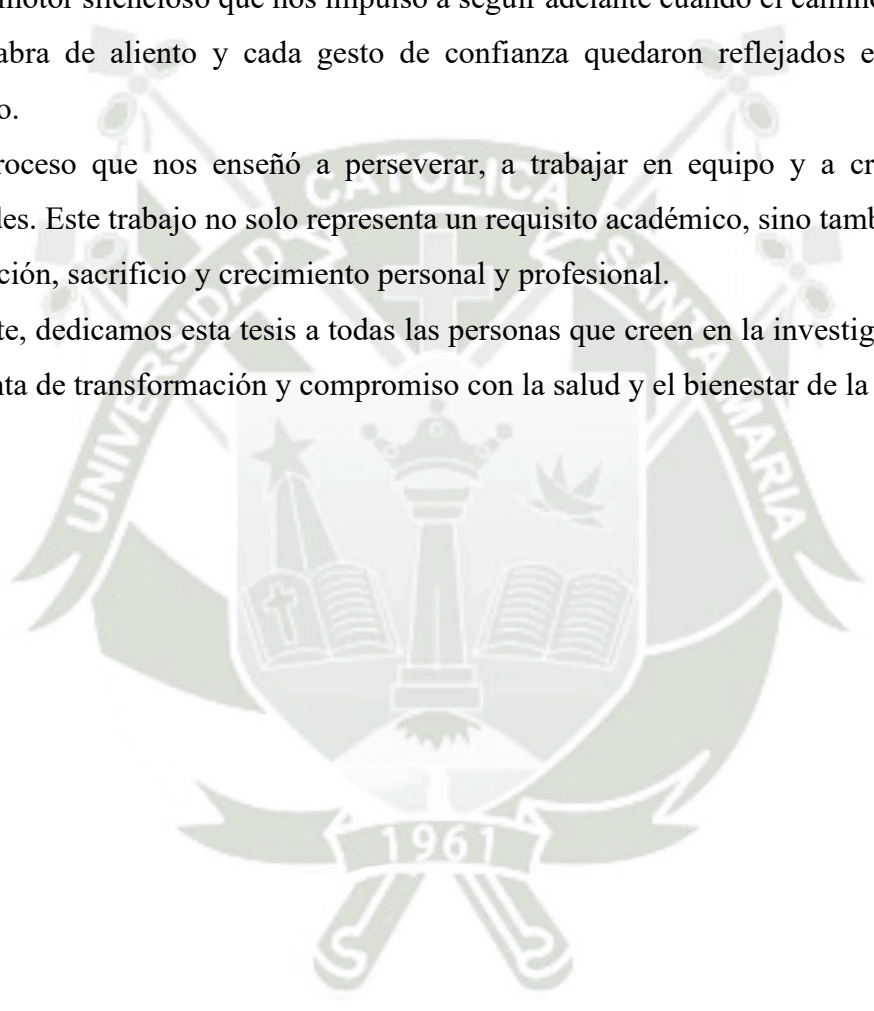 motor silencioso que nos impulsó a seguir adelante cuando el camino
abra de aliento y cada gesto de confianza quedaron reflejados e
o.
roceso que nos enseñó a perseverar, a trabajar en equipo y a cr
les. Este trabajo no solo representa un requisito académico, sino tamb
ción, sacrificio y crecimiento personal y profesional.
te, dedicamos esta tesis a todas las personas que creen en la investig
nta de transformación y compromiso con la salud y el bienestar de la
UNIVERSIDAD CATOLICA SANTA MARIA
1961